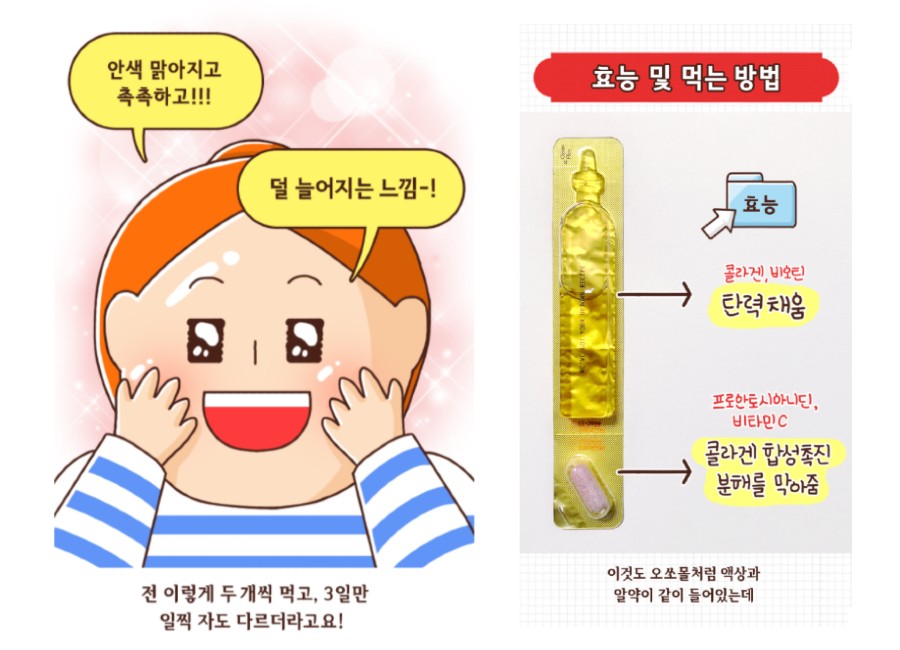 안색 맑아지고
촉촉하고!!!
덜 늘어지는 느낌~!
전 이렇게 두 개씩 먹고, 3일만
일찍 자도 다르더라고요!
효능 및 먹는 방법
효능
콜라겐, 비오틴
탄력채움
프로안토시아니딘,
비타민C
콜라겐 합성촉진
분해를 막아줌
이것도 오쏘몰처럼 액상과
알약이 같이 들어있는데